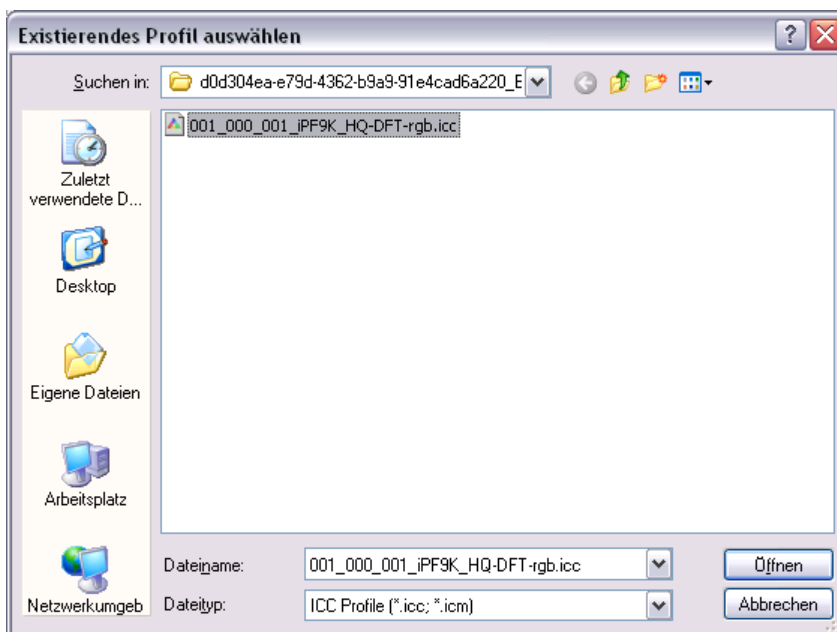 Existierendes Profil auswählen
Suchen in:
d0d304ea-e79d-4362-b9a9-91e4cad6a220_E
001_000_001_iPF9K_HQ-DFT-rgb.icc
Zuletzt
verwendete D...
Desktop
Eigene Dateien
Arbeitsplatz
Netzwerkumgeb
Dateiname:
001_000_001_iPF9K_HQ-DFT-rgb.icc
Öffnen
Dateityp:
ICC Profile (*.icc; *.icm)
Abbrechen